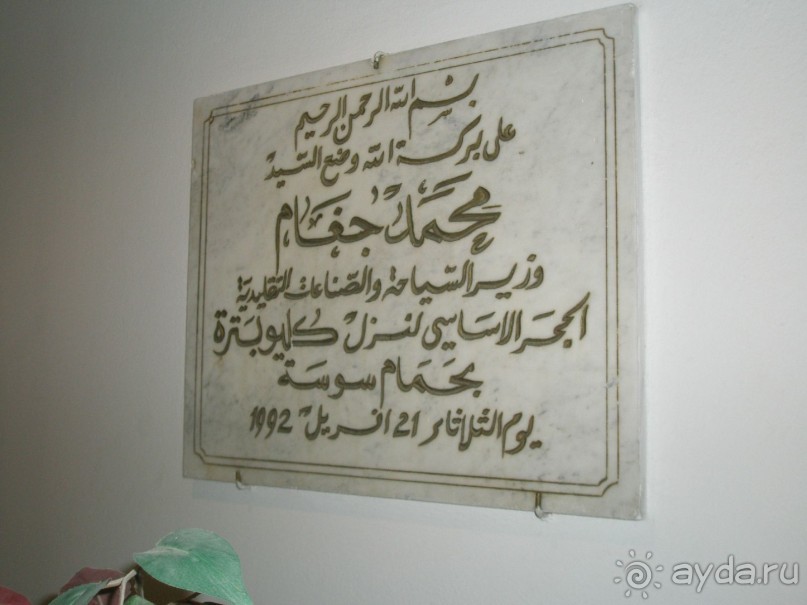 بسم الله الرحمن الرحيم
على بركة الله وضع السيد
محمد جغام
وزير السياحة والصناعات التقليدية
الحجر الاساسي لنزل كليوبترة
بحمام سوسة
يوم الثلاثاء 21 افريل 1992
ayda.ru